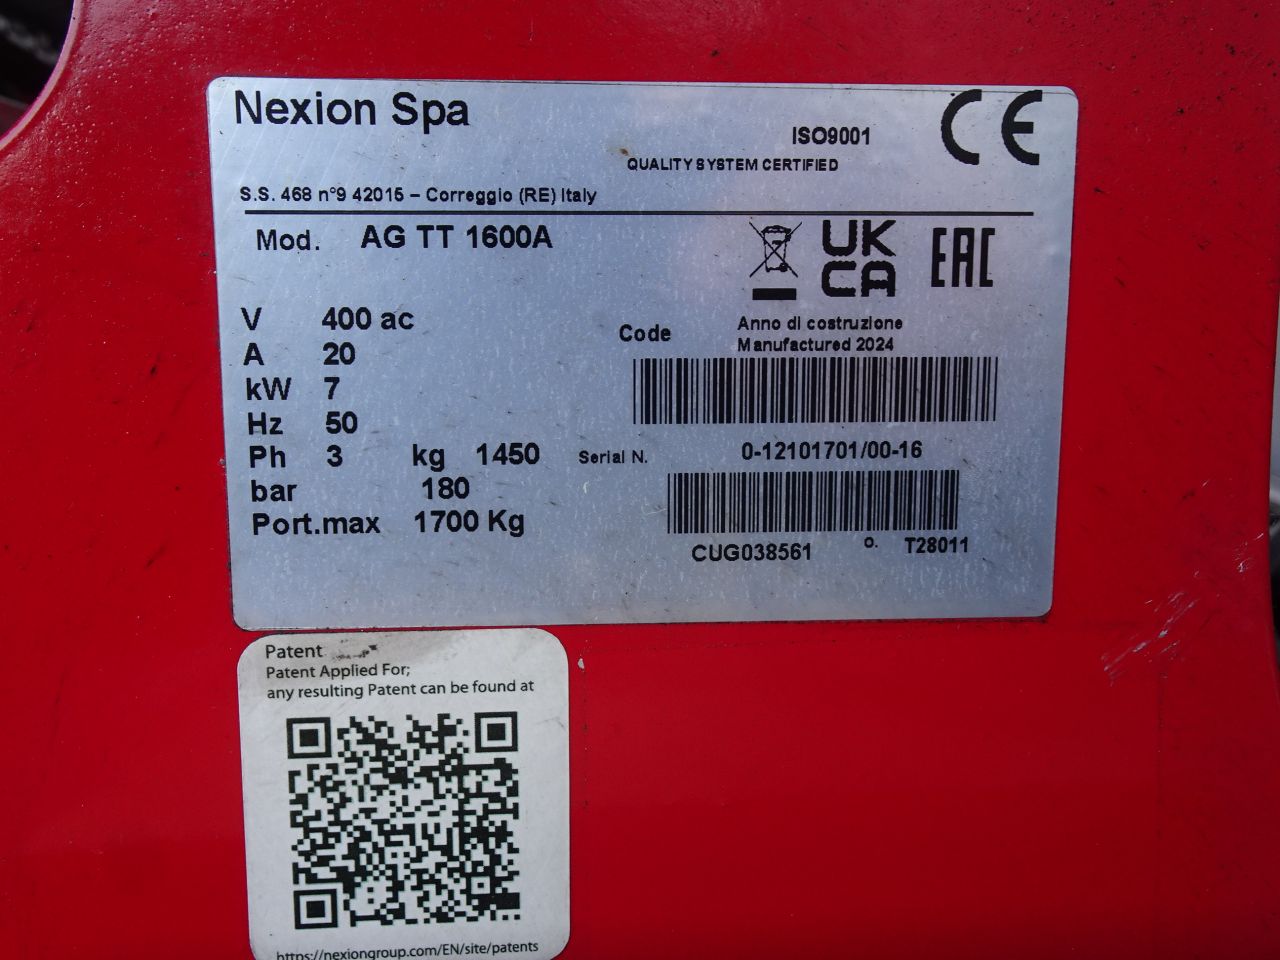 Nexion Spa
CE
ISO9001
QUALITY SYSTEM CERTIFIED
S.S. 468 n°9 42015 – Correggio (RE) Italy
Mod. AG TT 1600A
UK
CA
EAC
V 400 ac
A 20
kW 7
Hz 50
Ph 3 kg 1450
bar 180
Port.max 1700 Kg
Code
Anno di costruzione
Manufactured 2024
0-12101701/00-16
Serial N.
CUG038561 o. T28011
Patent
Patent Applied For;
any resulting Patent can be found at
https://nexiongroup.com/EN/site/patents